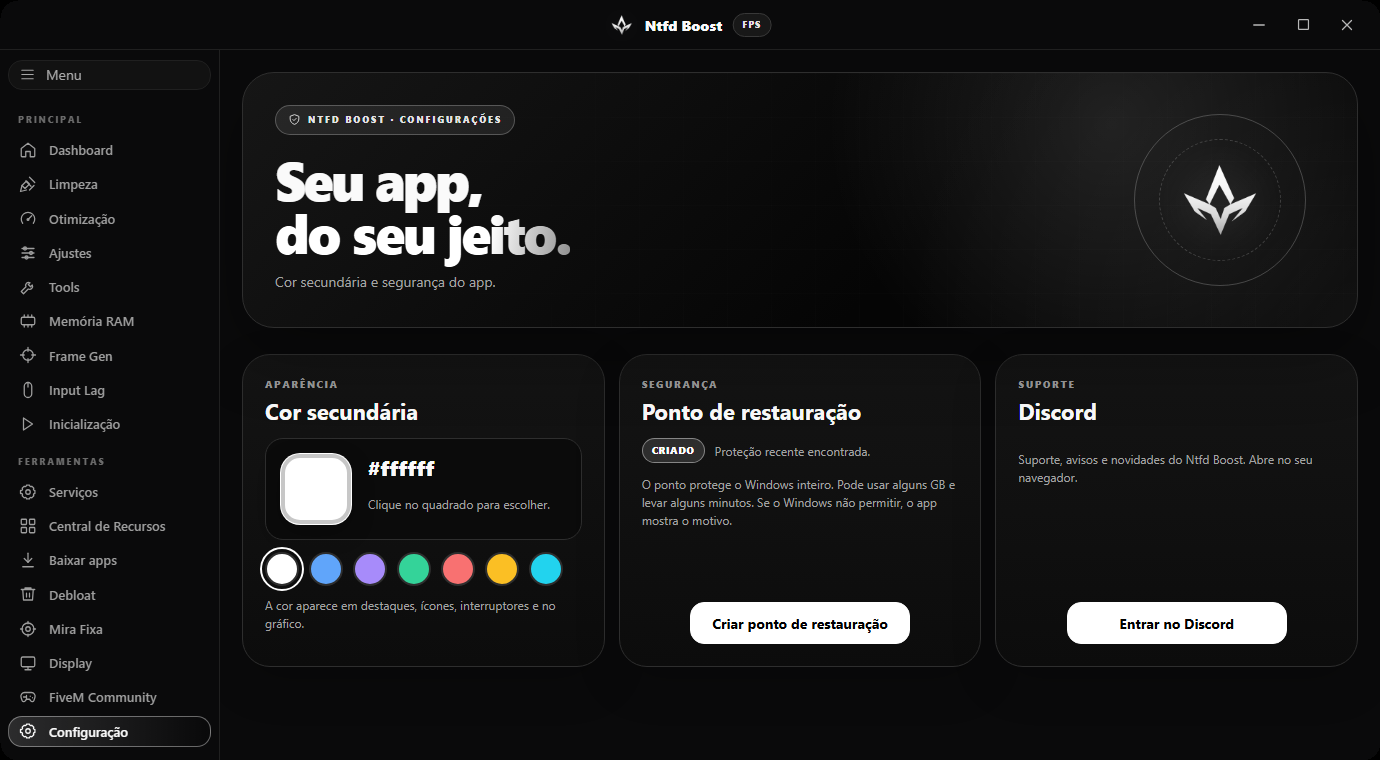 Ntfd Boost FPS
Menu
PRINCIPAL
Dashboard
Limpeza
Otimização
Ajustes
Tools
Memória RAM
Frame Gen
Input Lag
Inicialização
FERRAMENTAS
Serviços
Central de Recursos
Baixar apps
Debloat
Mira Fixa
Display
FiveM Community
Configuração
NTFD BOOST · CONFIGURAÇÕES
Seu app,
do seu jeito.
Cor secundária e segurança do app.
APARÊNCIA
Cor secundária
#ffffff
Clique no quadrado para escolher.
A cor aparece em destaques, ícones, interruptores e no
gráfico.
SEGURANÇA
Ponto de restauração
CRIADO Proteção recente encontrada.
O ponto protege o Windows inteiro. Pode usar alguns GB e
levar alguns minutos. Se o Windows não permitir, o app
mostra o motivo.
Criar ponto de restauração
SUPORTE
Discord
Suporte, avisos e novidades do Ntfd Boost. Abre no seu
navegador.
Entrar no Discord